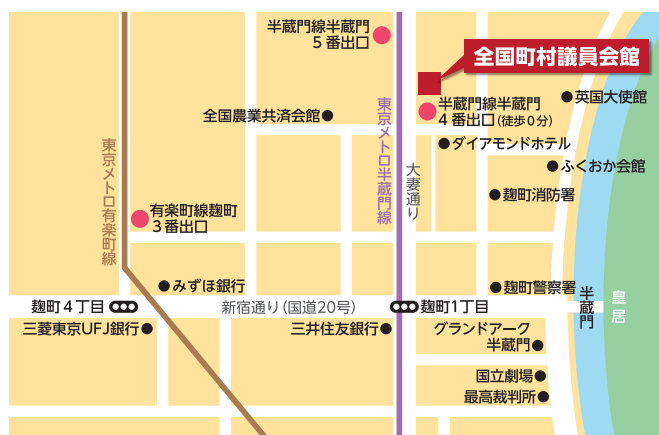 半蔵門線半蔵門
5番出口
全国町村議員会館
英国大使館
半蔵門線半蔵門
4番出口(徒歩0分)
全国農業共済会館
ダイアモンドホテル
東京メトロ半蔵門線
東京メトロ有楽町線
大妻通り
ふくおか会館
麹町消防署
有楽町線麹町
3番出口
みずほ銀行
麹町警察署
半蔵門
皇居
麹町4丁目
新宿通り(国道20号)
麹町1丁目
三菱東京UFJ銀行
三井住友銀行
グランドアーク
半蔵門
国立劇場
最高裁判所